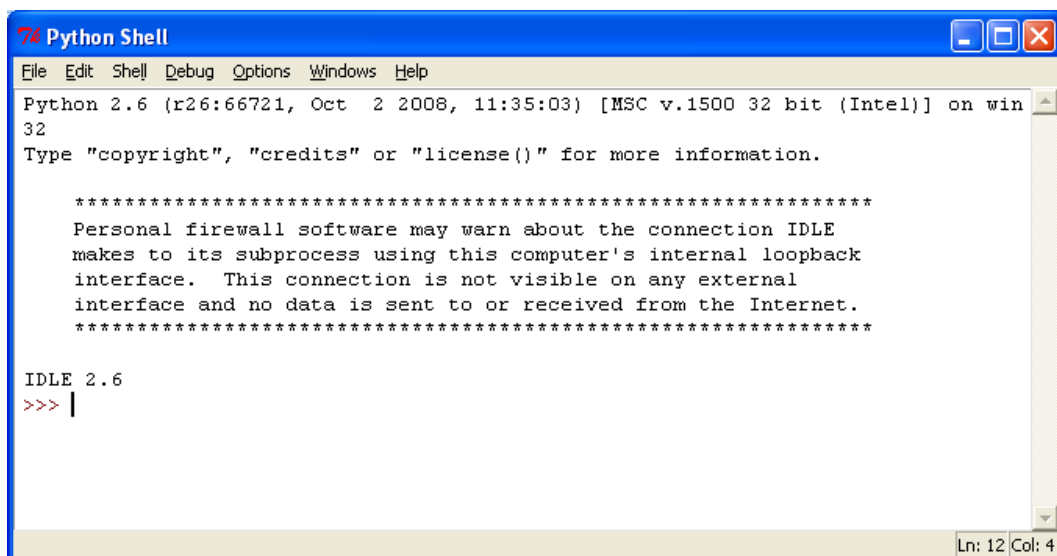 Python Shell
File Edit Shell Debug Options Windows Help
Python 2.6 (r26:66721, Oct  2 2008, 11:35:03) [MSC v.1500 32 bit (Intel)] on win
32
Type "copyright", "credits" or "license()" for more information.
****************************************************************
Personal firewall software may warn about the connection IDLE
makes to its subprocess using this computer's internal loopback
interface.  This connection is not visible on any external
interface and no data is sent to or received from the Internet.
****************************************************************
IDLE 2.6
>>>
Ln: 12 Col: 4